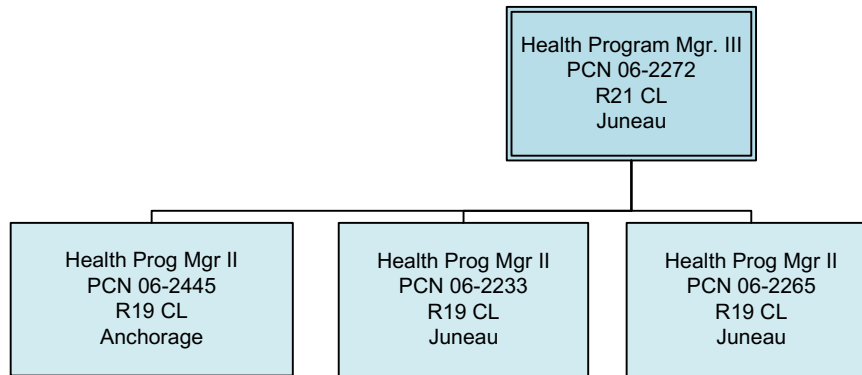 Health Program Mgr. III
PCN 06-2272
R21 CL
Juneau
Health Prog Mgr II
PCN 06-2445
R19 CL
Anchorage
Health Prog Mgr II
PCN 06-2233
R19 CL
Juneau
Health Prog Mgr II
PCN 06-2265
R19 CL
Juneau